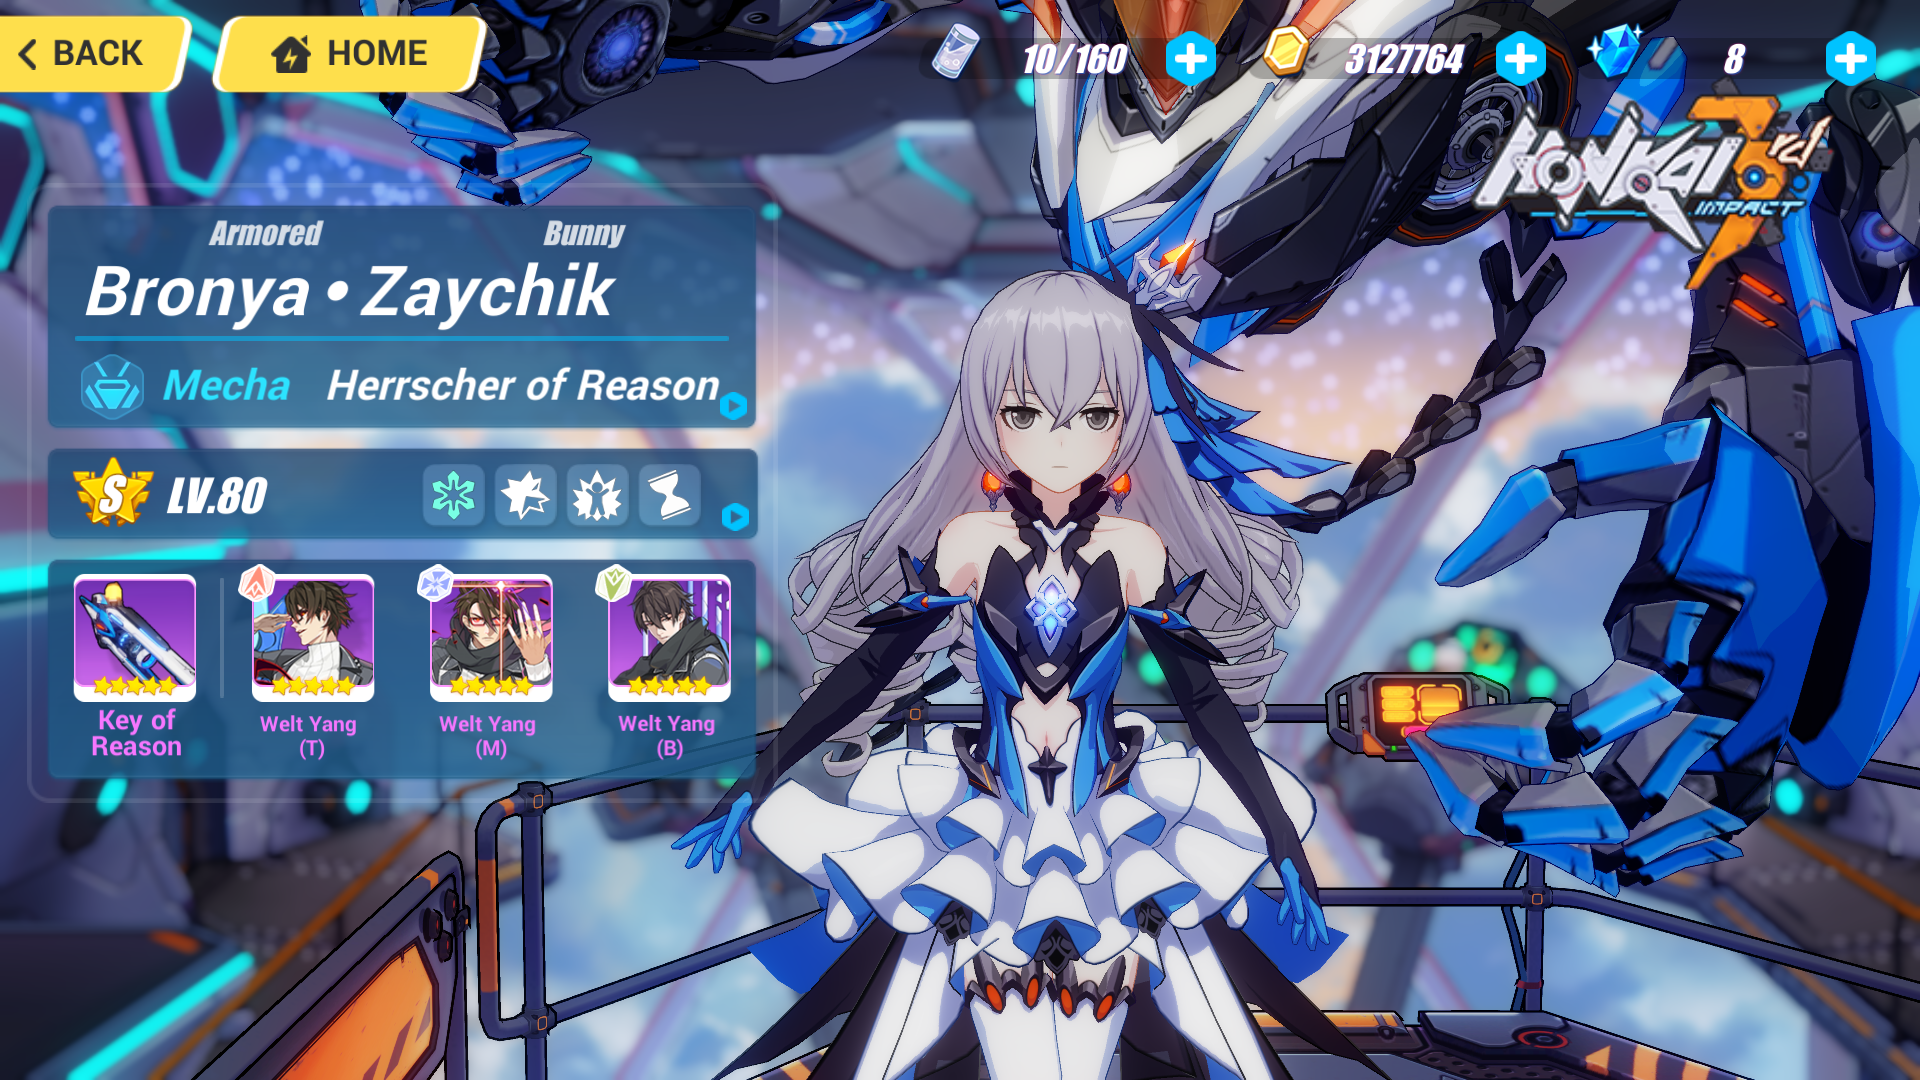 BACK
HOME
10/160
3127764
8
HONKAI 3rd
IMPACT
Armored Bunny
Bronya • Zaychik
Mecha Herrscher of Reason
S LV.80
Key of
Reason
Welt Yang
(T)
Welt Yang
(M)
Welt Yang
(B)